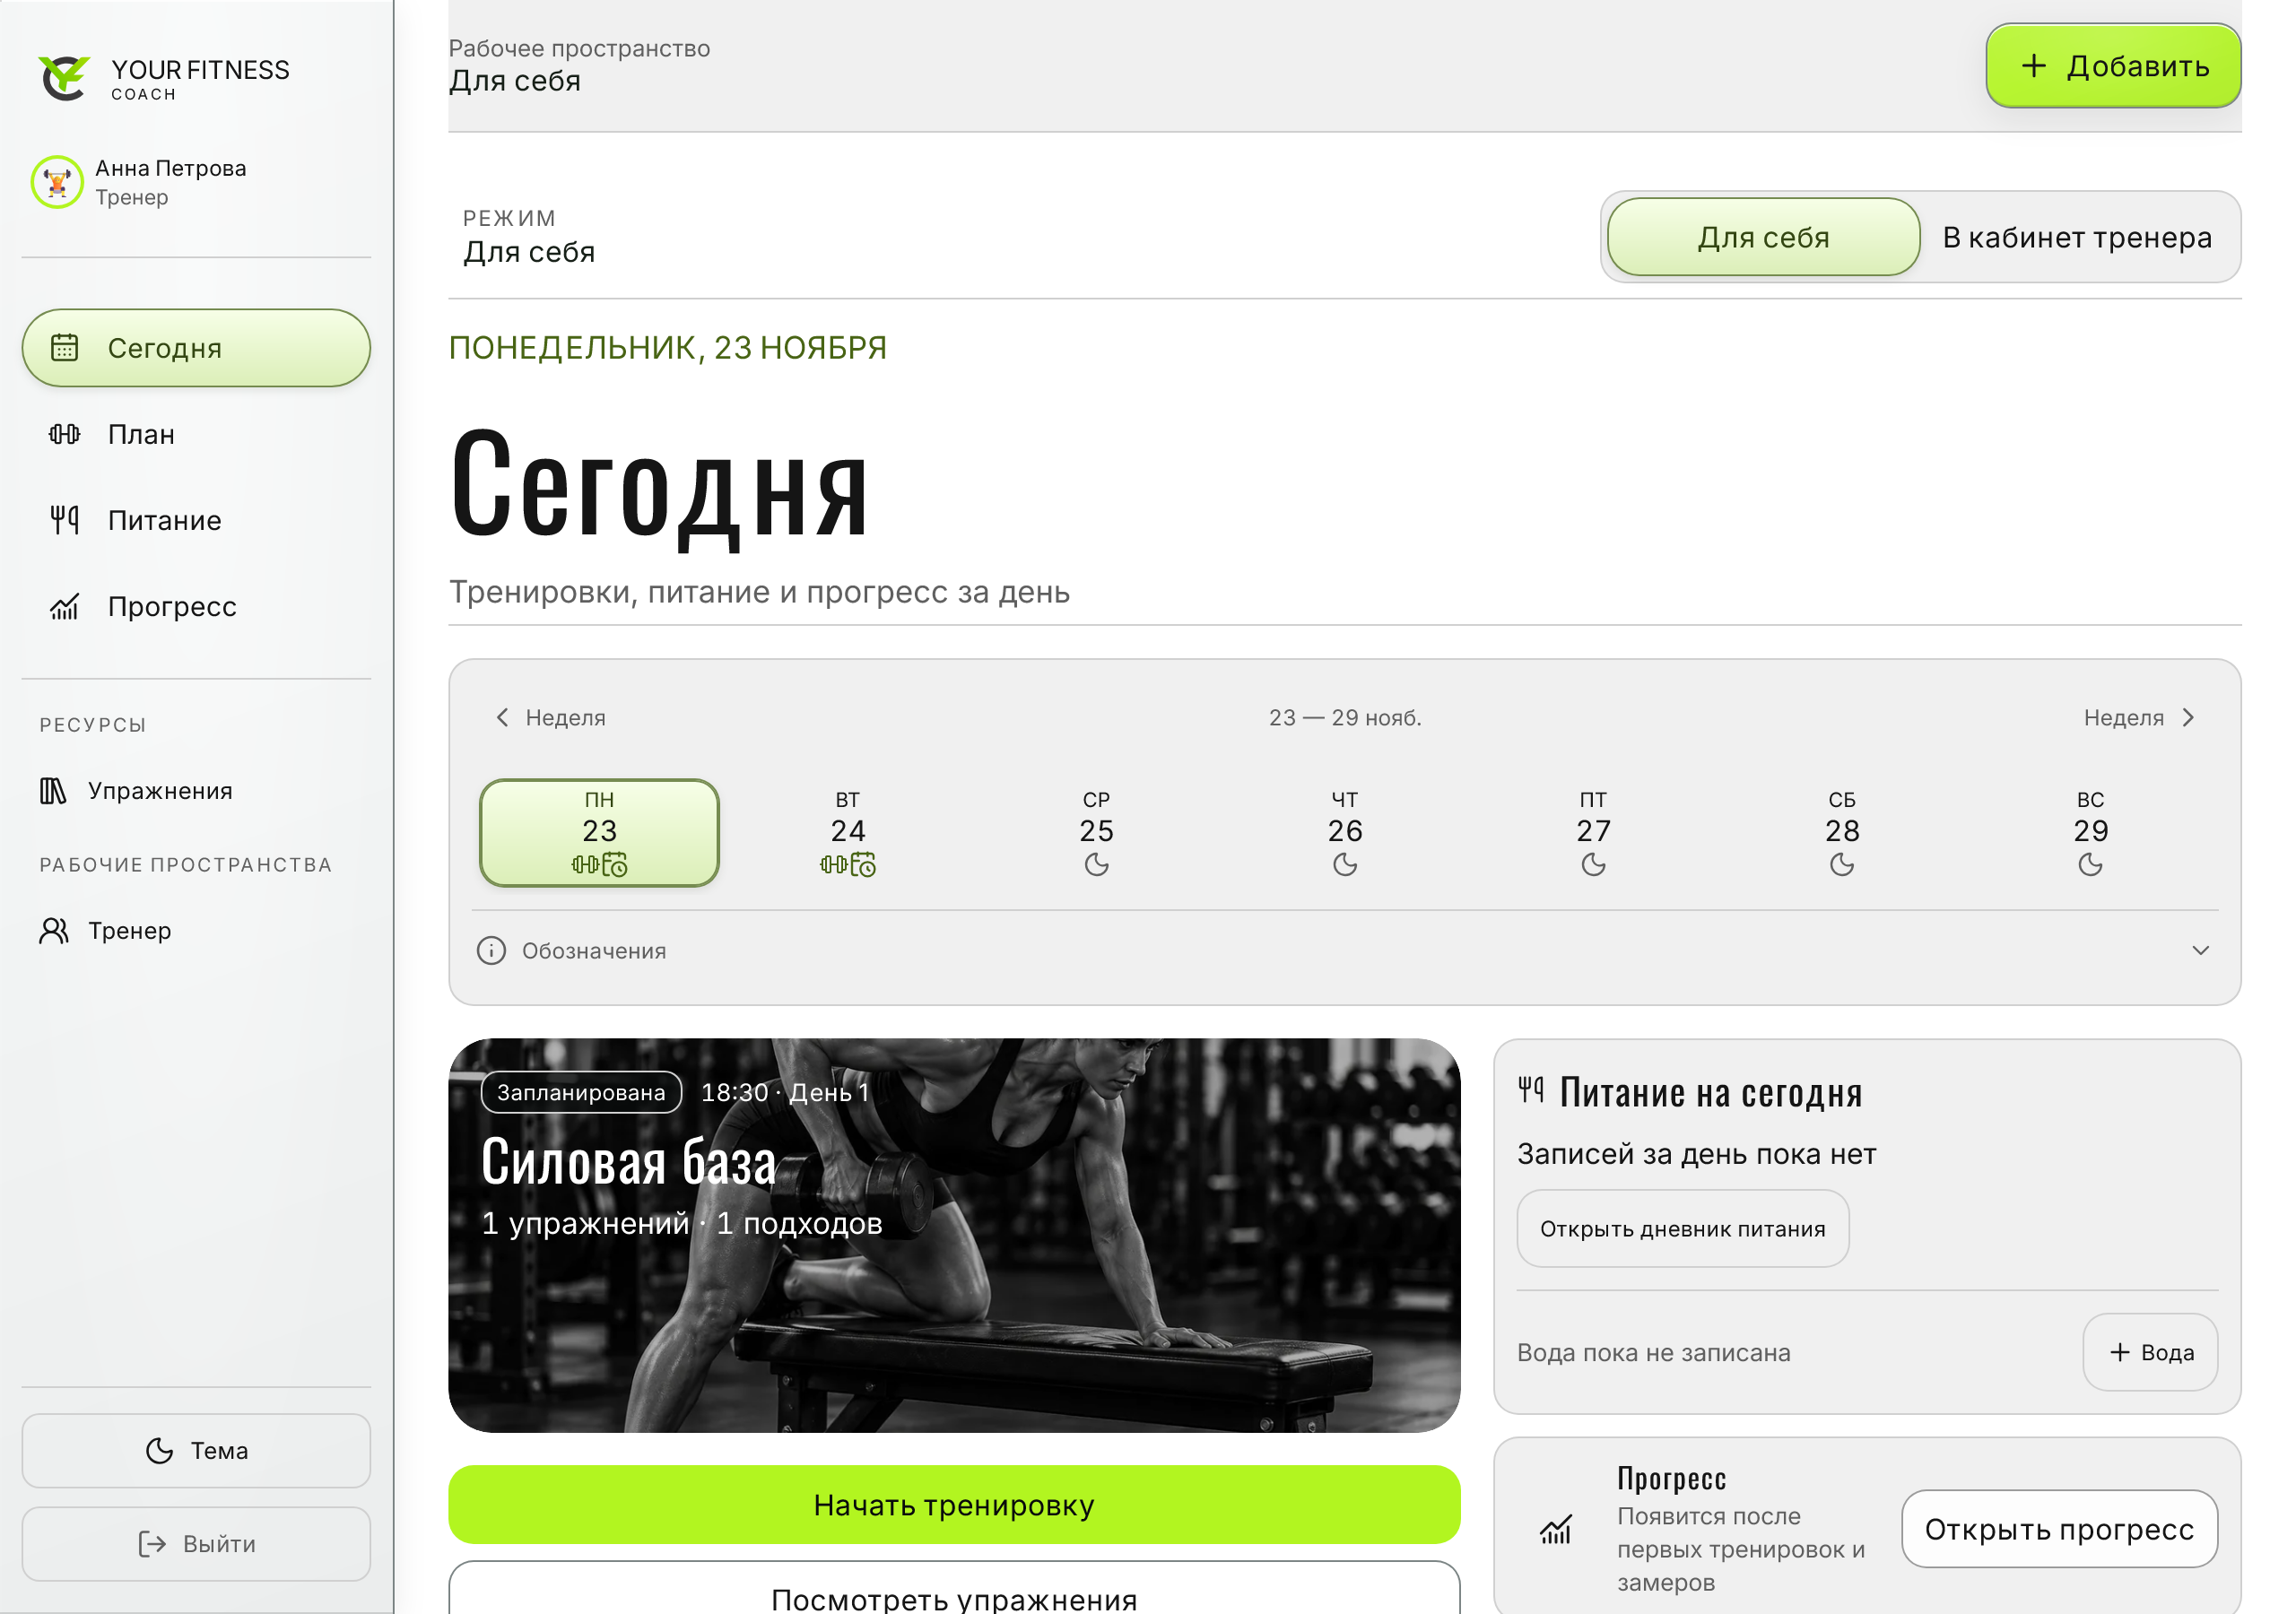 YOUR FITNESS
COACH
Анна Петрова
Тренер
Сегодня
План
Питание
Прогресс
РЕСУРСЫ
Упражнения
РАБОЧИЕ ПРОСТРАНСТВА
Тренер
Тема
Выйти
Рабочее пространство
Для себя
+ Добавить
РЕЖИМ
Для себя
Для себя
В кабинет тренера
ПОНЕДЕЛЬНИК, 23 НОЯБРЯ
Сегодня
Тренировки, питание и прогресс за день
Неделя
23 — 29 нояб.
Неделя
ПН
23
ВТ
24
СР
25
ЧТ
26
ПТ
27
СБ
28
ВС
29
Обозначения
Запланирована
18:30 · День 1
Силовая база
1 упражнений · 1 подходов
Начать тренировку
Посмотреть упражнения
Питание на сегодня
Записей за день пока нет
Открыть дневник питания
Вода пока не записана
+ Вода
Прогресс
Появится после
первых тренировок и
замеров
Открыть прогресс